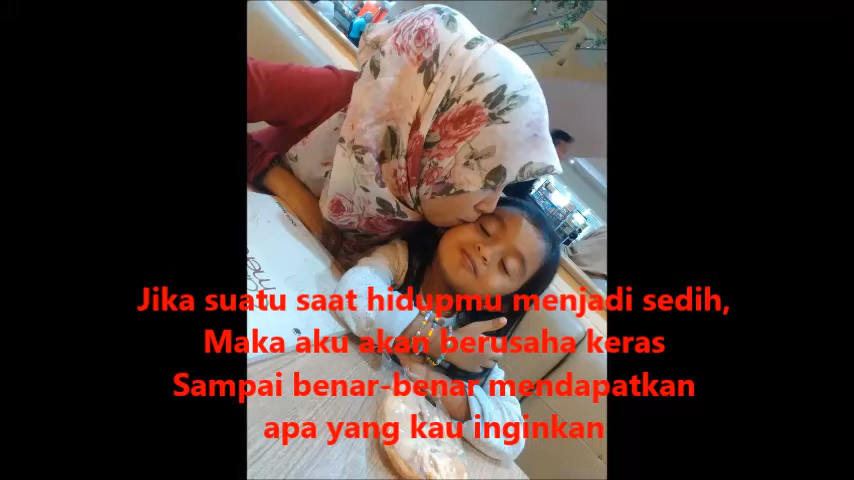 Jika suatu saat hidupmu menjadi sedih,
Maka aku akan berusaha keras
Sampai benar-benar mendapatkan
apa yang kau inginkan